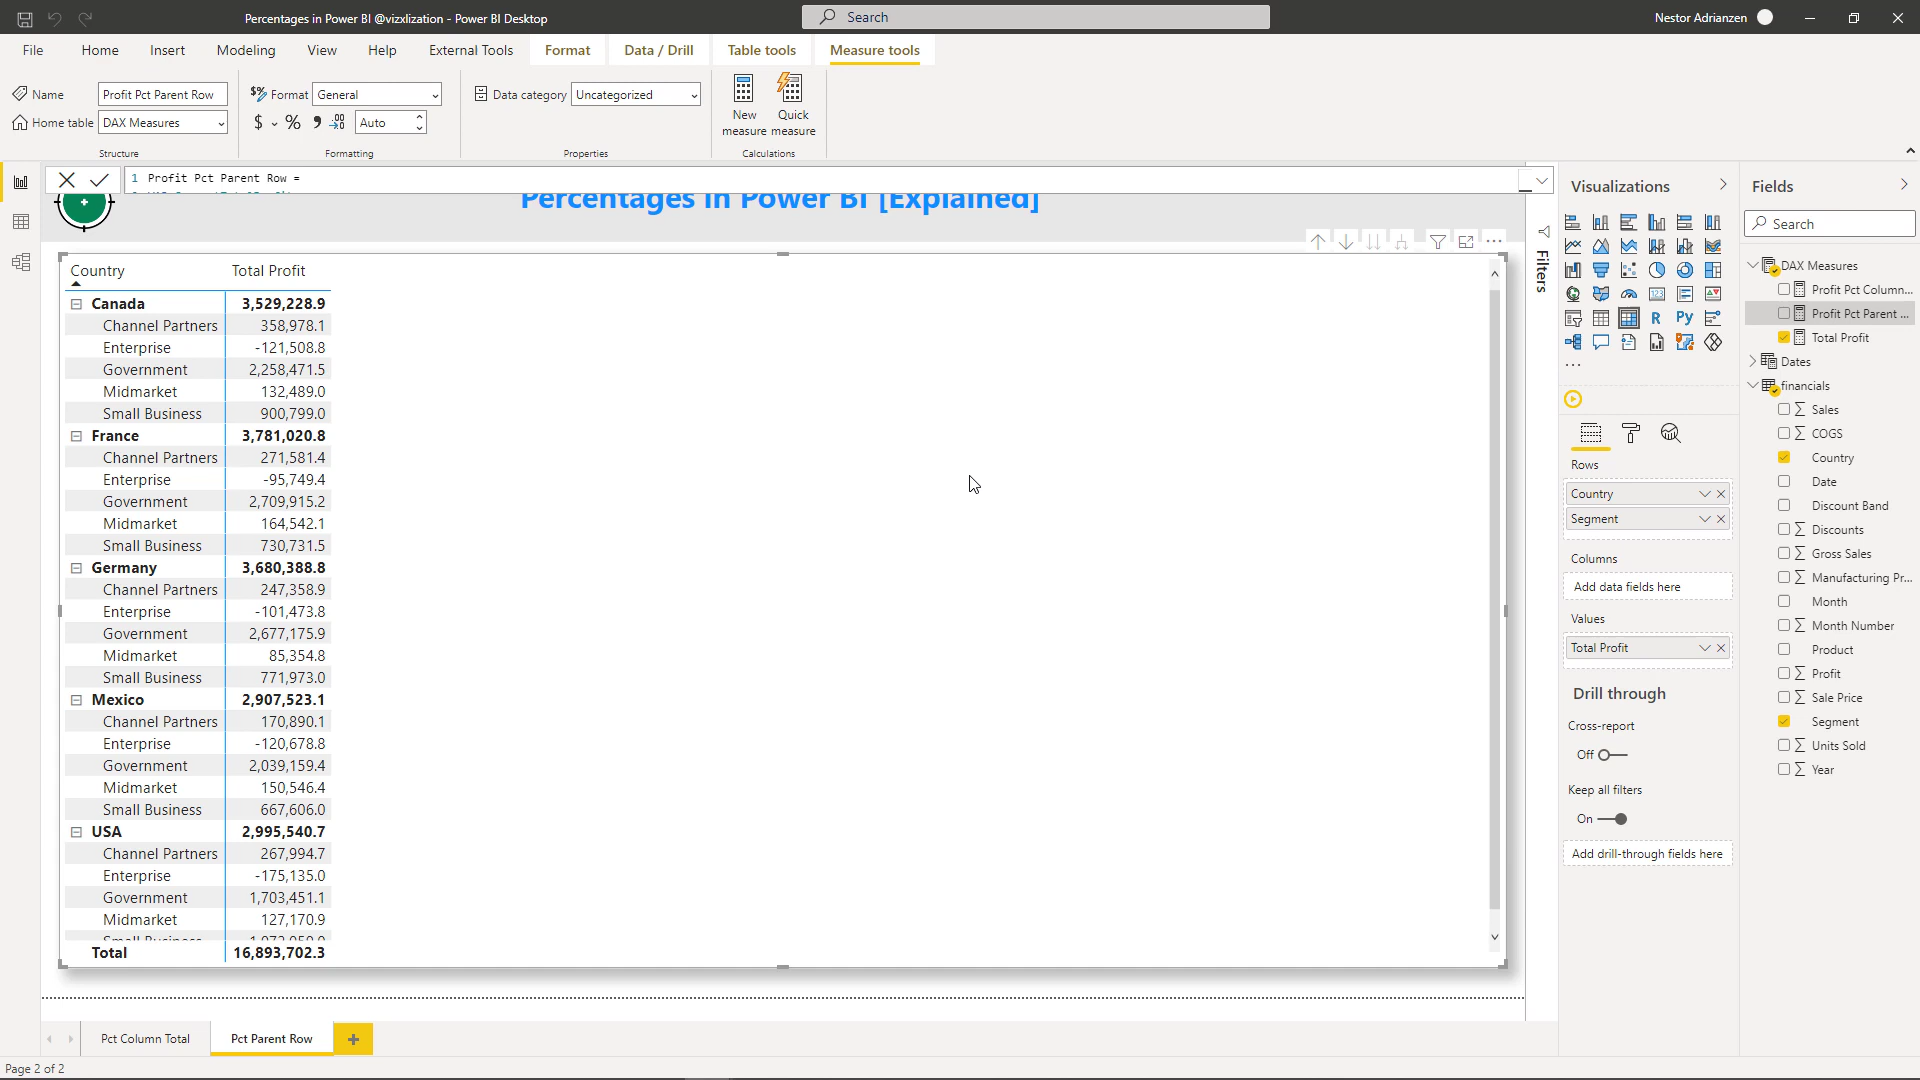 Percentages in Power BI @vizxlization - Power BI Desktop
Search
Nestor Adrianzen
File Home Insert Modeling View Help External Tools Format Data / Drill Table tools Measure tools
Name Profit Pct Parent Row
Home table DAX Measures
Structure
Format General
$ % 9 Auto
Formatting
Data category Uncategorized
Properties
New measure
Quick measure
Calculations
1 Profit Pct Parent Row =
Percentages in Power BI [Explained]
Country Total Profit
Canada 3,529,228.9
Channel Partners 358,978.1
Enterprise -121,508.8
Government 2,258,471.5
Midmarket 132,489.0
Small Business 900,799.0
France 3,781,020.8
Channel Partners 271,581.4
Enterprise -95,749.4
Government 2,709,915.2
Midmarket 164,542.1
Small Business 730,731.5
Germany 3,680,388.8
Channel Partners 247,358.9
Enterprise -101,473.8
Government 2,677,175.9
Midmarket 85,354.8
Small Business 771,973.0
Mexico 2,907,523.1
Channel Partners 170,890.1
Enterprise -120,678.8
Government 2,039,159.4
Midmarket 150,546.4
Small Business 667,606.0
USA 2,995,540.7
Channel Partners 267,994.7
Enterprise -175,135.0
Government 1,703,451.1
Midmarket 127,170.9
Total 16,893,702.3
Pct Column Total
Pct Parent Row
Page 2 of 2
Filters
Visualizations
R Py
...
Rows
Country
Segment
Columns
Add data fields here
Values
Total Profit
Drill through
Cross-report
Off
Keep all filters
On
Add drill-through fields here
Fields
Search
DAX Measures
Profit Pct Column...
Profit Pct Parent ...
Total Profit
Dates
financials
Sales
COGS
Country
Date
Discount Band
Discounts
Gross Sales
Manufacturing Pr...
Month
Month Number
Product
Profit
Sale Price
Segment
Units Sold
Year